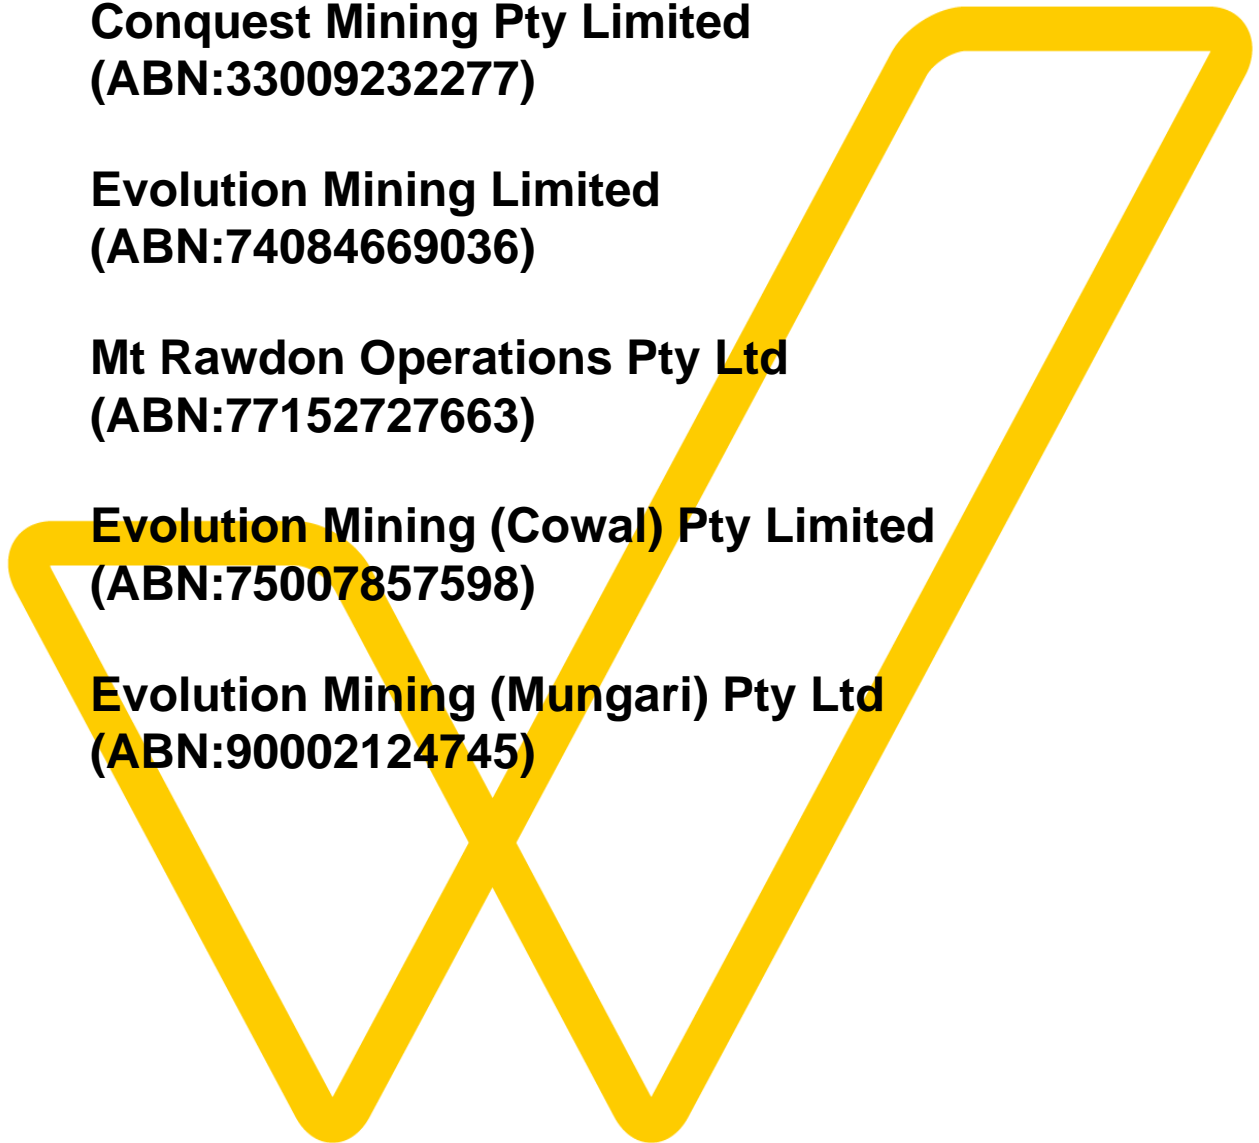 Conquest Mining Pty Limited
(ABN:33009232277)
Evolution Mining Limited
(ABN:74084669036)
Mt Rawdon Operations Pty Ltd
(ABN:77152727663)
Evolution Mining (Cowal) Pty Limited
(ABN:75007857598)
Evolution Mining (Mungari) Pty Ltd
(ABN:90002124745)